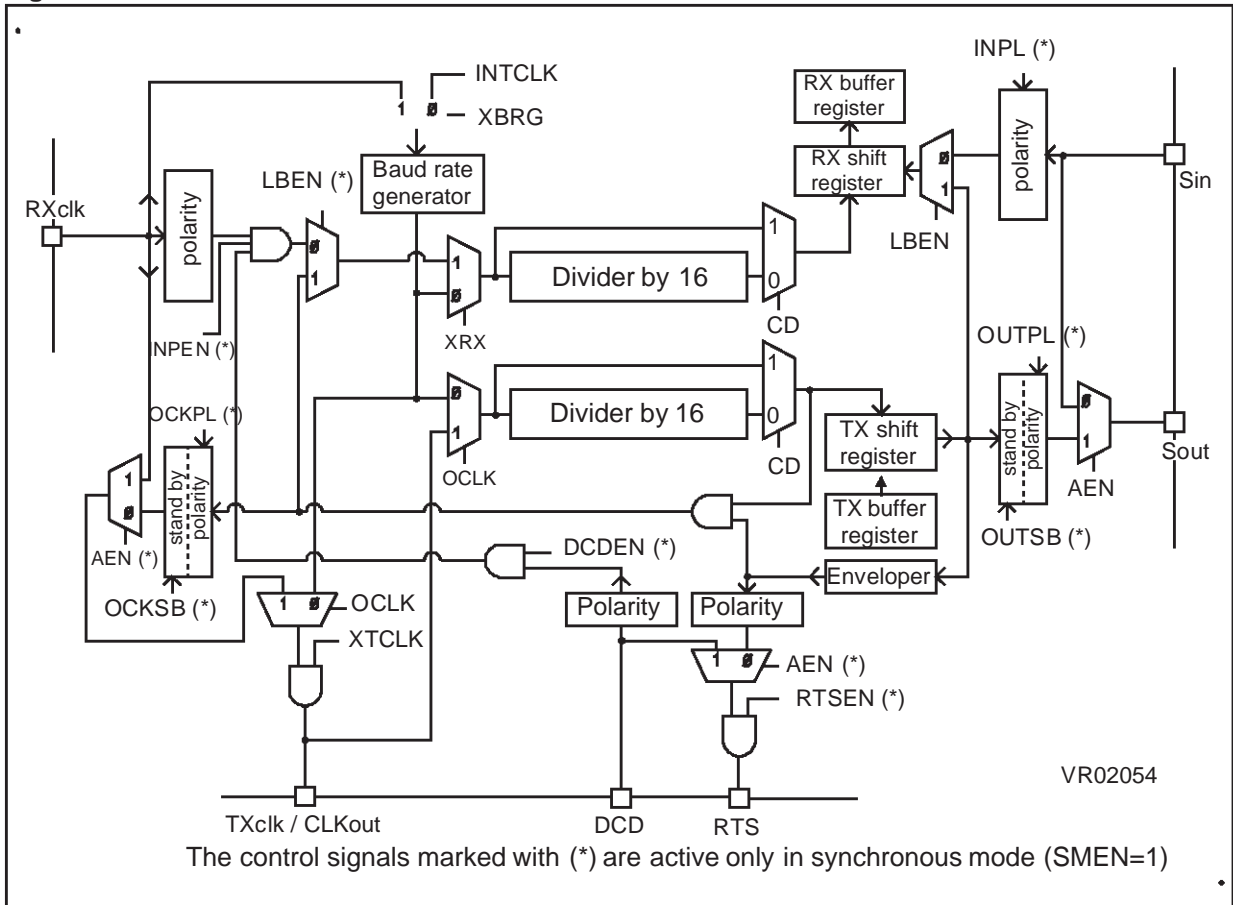 INPL (*)
INTCLK
RX buffer
register
1 0
XBRG
Baud rate
generator
LBEN (*)
RX shift
register
0
1
polarity
Sin
RXclk
polarity
0
1
LBEN
1
0
1
Divider by 16
0
CD
XRX
INPEN (*)
OUTPL (*)
OCKPL (*)
0
1
1
Divider by 16
0
CD
OCLK
TX shift
register
stand by
polarity
0
1
Sout
AEN
1
0
stand by
polarity
TX buffer
register
OUTSB (*)
AEN (*)
DCDEN (*)
OCKSB (*)
Enveloper
1 0
OCLK
Polarity
Polarity
XTCLK
1 0
AEN (*)
RTSEN (*)
VR02054
TXclk / CLKout
DCD
RTS
The control signals marked with (*) are active only in synchronous mode (SMEN=1)